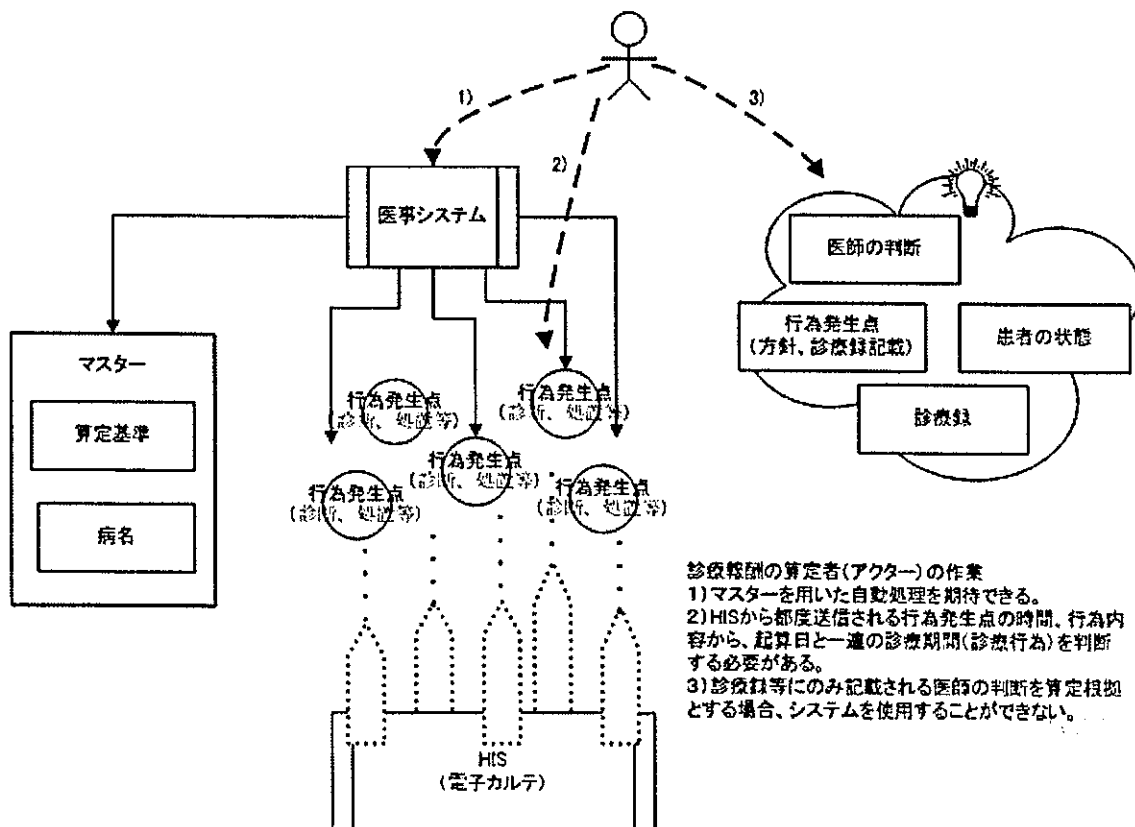 1)
2)
3)
医事システム
医師の判断
行為発生点
(方針、診療録記載)
患者の状態
診療録
マスター
算定基準
病名
行為発生点
(診断、処置等)
行為発生点
(診断、処置等)
行為発生点
(診断、処置等)
行為発生点
(診断、処置等)
行為発生点
(診断、処置等)
HIS
(電子カルテ)
診療報酬の算定者(アクター)の作業
1)マスターを用いた自動処理を期待できる。
2)HISから都度送信される行為発生点の時間、行為内
容から、起算日と一連の診療期間(診療行為)を判断
する必要がある。
3)診療録等にのみ記載される医師の判断を算定根拠
とする場合、システムを使用することができない。